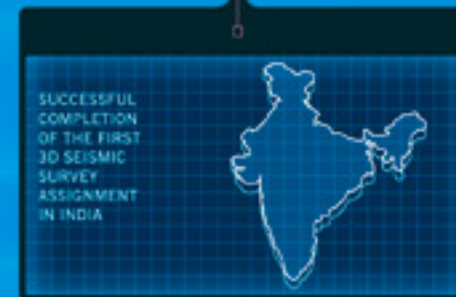 SUCCESSFUL
COMPLETION
OF THE FIRST
3D SEISMIC
SURVEY
ASSIGNMENT
IN INDIA